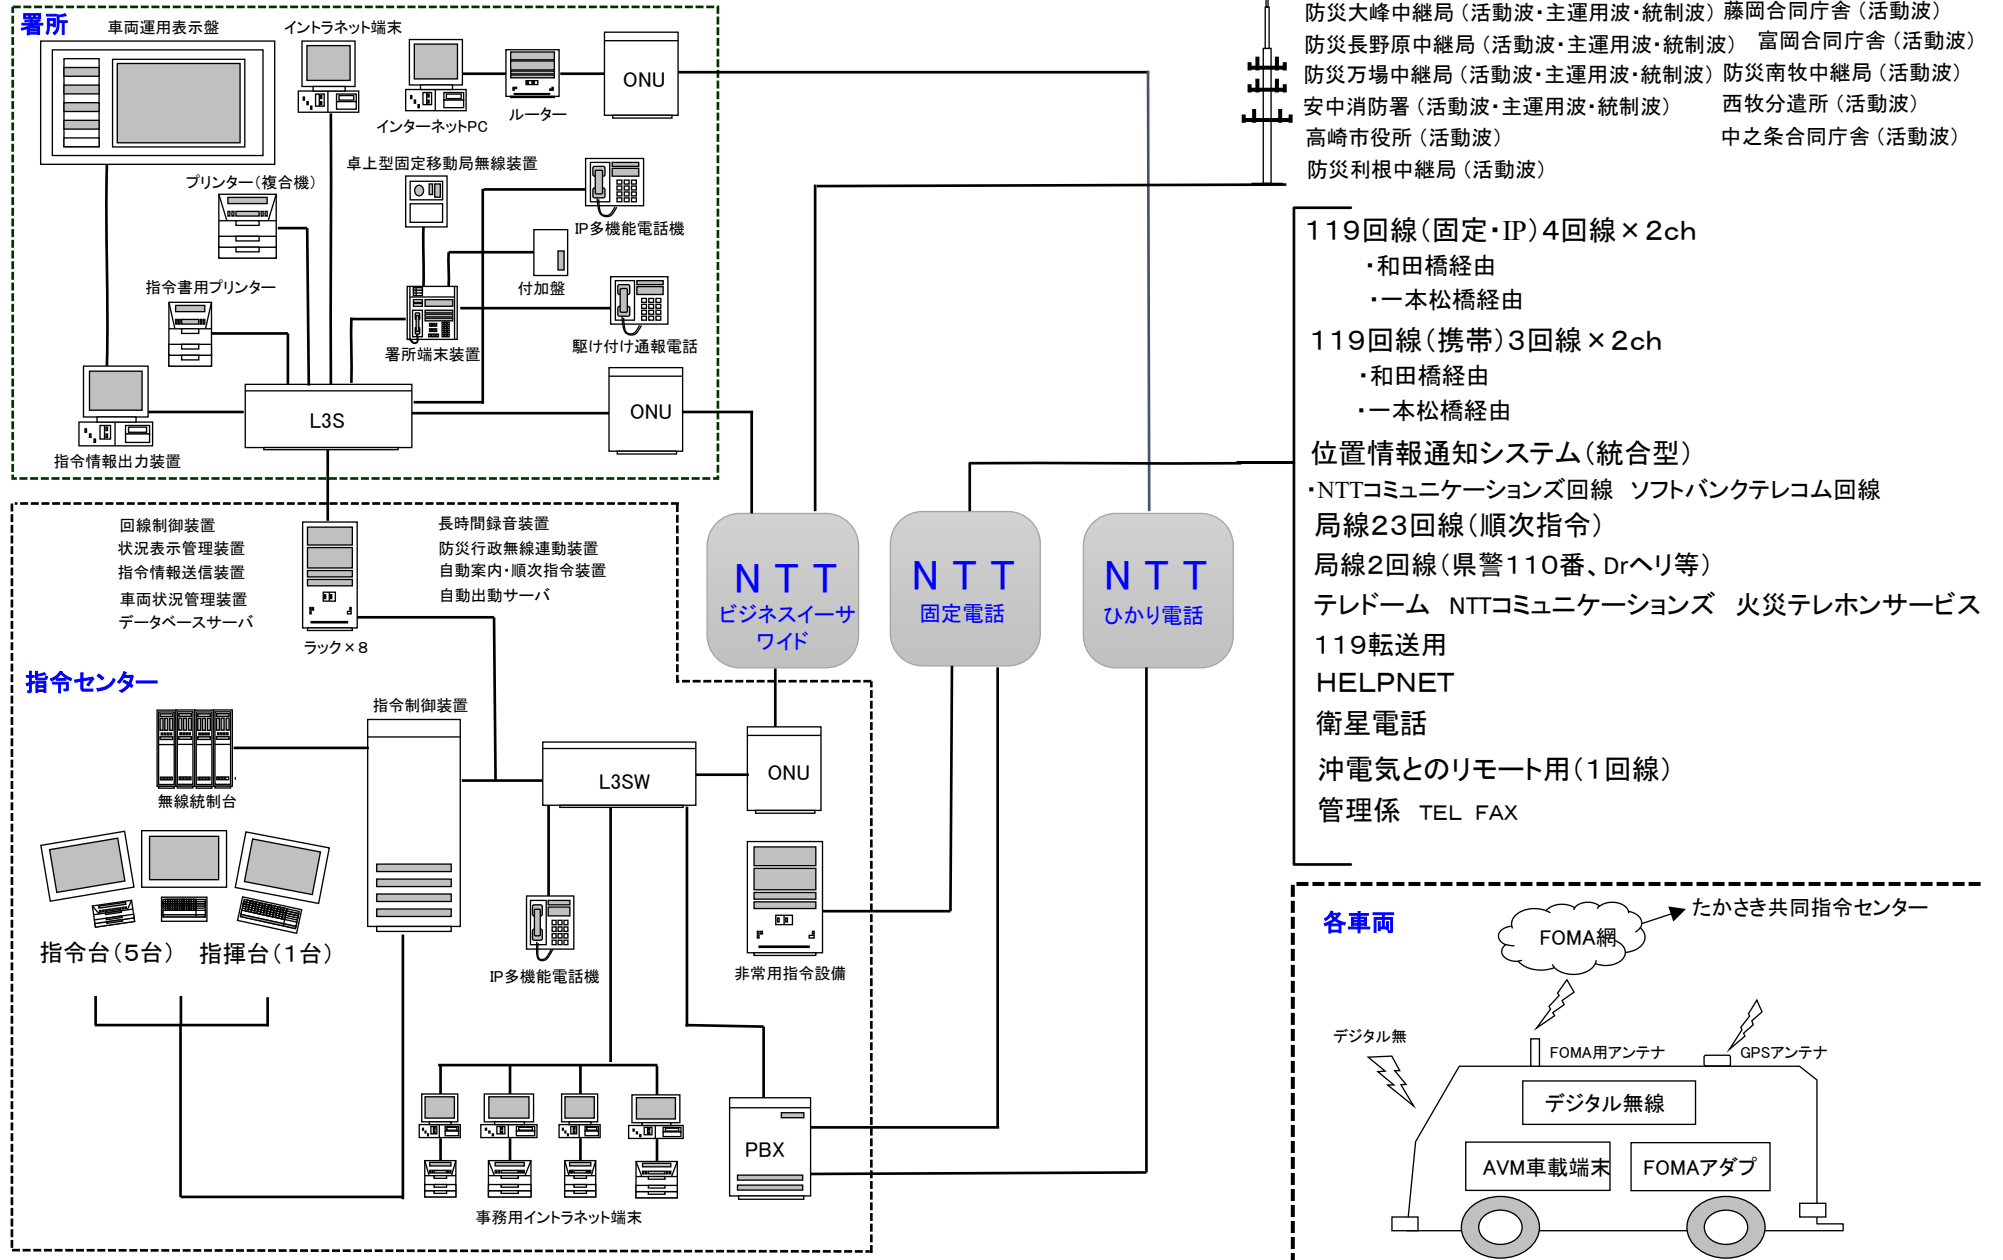 署所
車両運用表示盤
イントラネット端末
インターネットPC
ルーター
ONU
卓上型固定移動局無線装置
プリンター(複合機)
IP多機能電話機
付加盤
指令書用プリンター
署所端末装置
駆け付け通報電話
L3S
ONU
指令情報出力装置
回線制御装置
状況表示管理装置
指令情報送信装置
車両状況管理装置
データベースサーバ
長時間録音装置
防災行政無線連動装置
自動案内・順次指令装置
自動出動サーバ
ラック×8
指令センター
指令制御装置
無線統制台
L3SW
ONU
指令台(5台)
指揮台(1台)
IP多機能電話機
非常用指令設備
PBX
事務用イントラネット端末
NTT
ビジネスイーサ
ワイド
NTT
固定電話
NTT
ひかり電話
防災大峰中継局(活動波・主運用波・統制波) 藤岡合同庁舎(活動波)
防災長野原中継局(活動波・主運用波・統制波) 富岡合同庁舎(活動波)
防災万場中継局(活動波・主運用波・統制波) 防災南牧中継局(活動波)
安中消防署(活動波・主運用波・統制波) 西牧分遣所(活動波)
高崎市役所(活動波) 中之条合同庁舎(活動波)
防災利根中継局(活動波)
119回線(固定・IP)4回線×2ch
・和田橋経由
・一本松橋経由
119回線(携帯)3回線×2ch
・和田橋経由
・一本松橋経由
位置情報通知システム(統合型)
・NTTコミュニケーションズ回線 ソフトバンクテレコム回線
局線23回線(順次指令)
局線2回線(県警110番、Drヘリ等)
テレドーム NTTコミュニケーションズ 火災テレホンサービス
119転送用
HELPNET
衛星電話
沖電気とのリモート用(1回線)
管理係 TEL FAX
各車両
たかさき共同指令センター
FOMA網
デジタル無
FOMA用アンテナ
GPSアンテナ
デジタル無線
AVM車載端末
FOMAアダプ